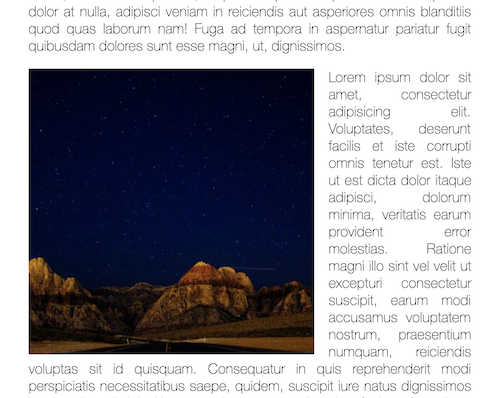 dolor at nulla, adipisci veniam in reiciendis aut asperiores omnis blanditiis
quod quas laborum nam! Fuga ad tempora in aspernatur pariatur fugit
quibusdam dolores sunt esse magni, ut, dignissimos.
Lorem ipsum dolor sit
amet, consectetur
adipisicing elit.
Voluptates, deserunt
facilis et iste corrupti
omnis tenetur est. Iste
ut est dicta dolor itaque
adipisci, dolorum
minima, veritatis earum
provident error
molestias. Ratione
magni illo sint vel velit ut
excepturi consectetur
suscipit, earum modi
accusamus voluptatem
nostrum, praesentium
numquam, reiciendis
voluptas sit id quisquam. Consequatur in quis reprehenderit modi
perspiciatis necessitatibus saepe, quidem, suscipit iure natus dignissimos